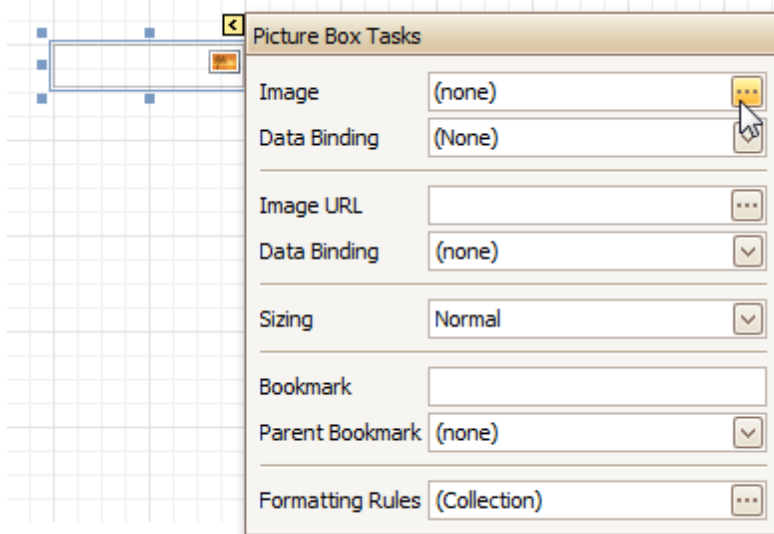 Picture Box Tasks
Image (none)
Data Binding (None)
Image URL
Data Binding (none)
Sizing Normal
Bookmark
Parent Bookmark (none)
Formatting Rules (Collection)